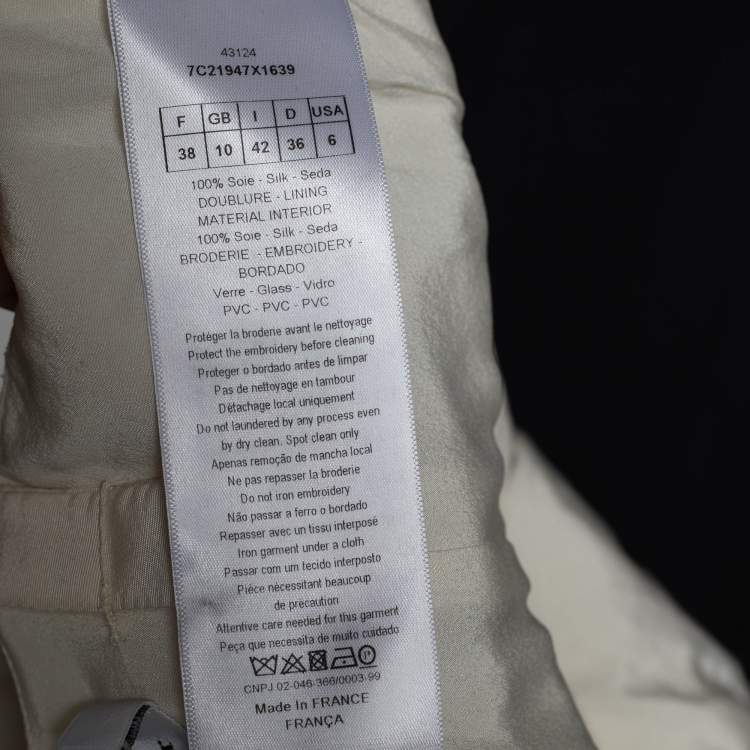 43124
7C21947X1639
F GB I D USA
38 10 42 36 6
100% Soie - Silk - Seda
DOUBLURE - LINING
MATERIAL INTERIOR
100% Soie - Silk - Seda
BRODERIE - EMBROIDERY -
BORDADO
Verre - Glass - Vidro
PVC - PVC - PVC
Protéger la broderie avant le nettoyage
Protect the embroidery before cleaning
Proteger o bordado antes de limpar
Pas de nettoyage en tambour
Détachage local uniquement
Do not laundered by any process even
by dry clean. Spot clean only
Apenas remoção de mancha local
Ne pas repasser la broderie
Do not iron embroidery
Não passar a ferro o bordado
Repasser avec un tissu interposé
Iron garment under a cloth
Passar com um tecido interposto
Piéce nécessitant beaucoup
de precaution
Attentive care needed for this garment
Peça que necessita de muito cuidado
P
CNPJ 02-046-366/0003-99
Made In FRANCE
FRANÇA